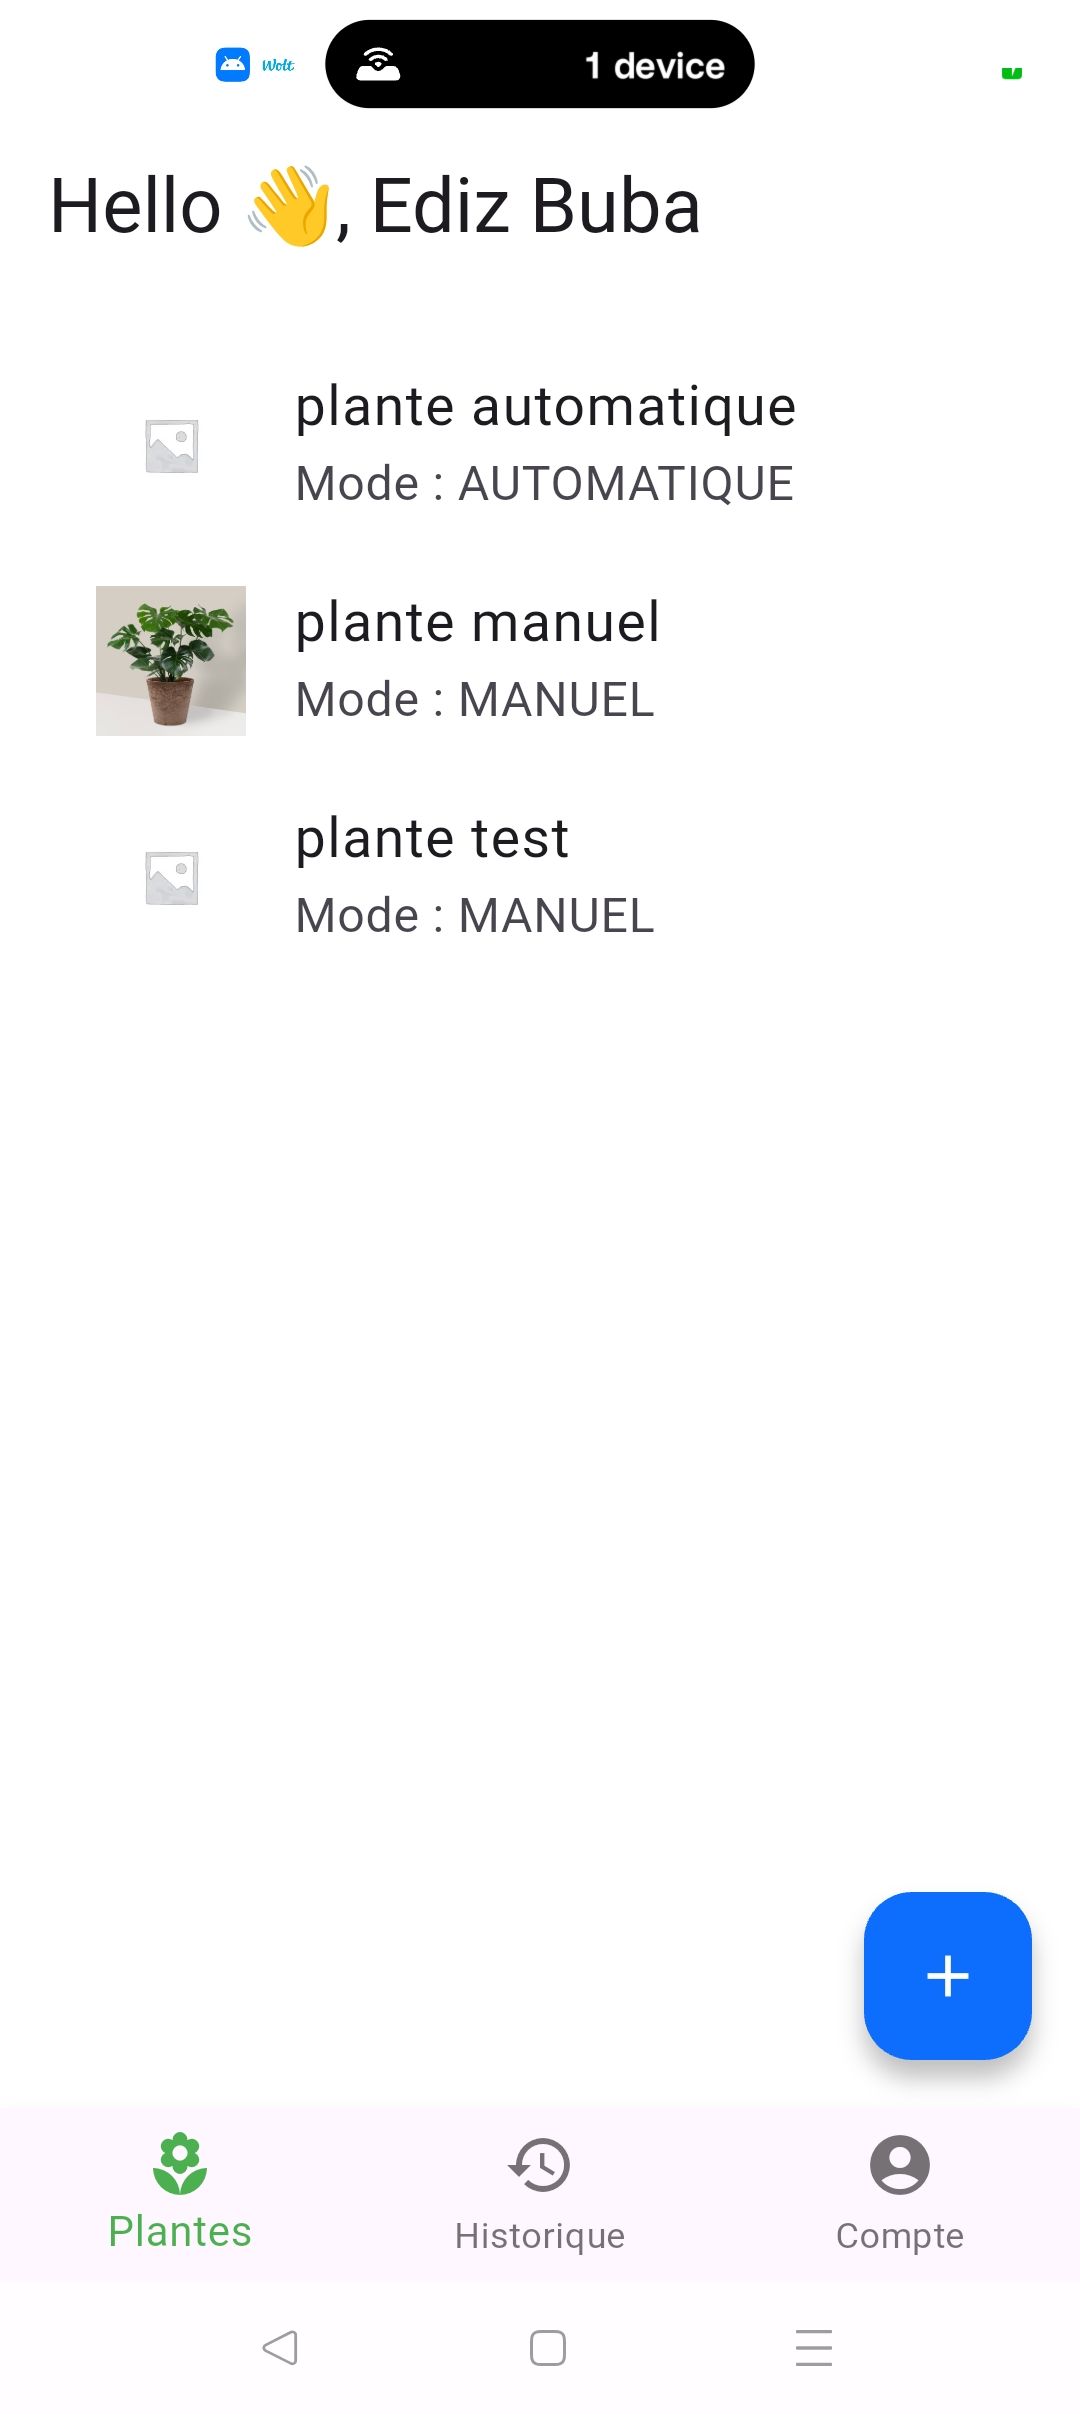 Wolt
1 device
Hello 👋, Ediz Buba
plante automatique
Mode : AUTOMATIQUE
plante manuel
Mode : MANUEL
plante test
Mode : MANUEL
Plantes
Historique
Compte